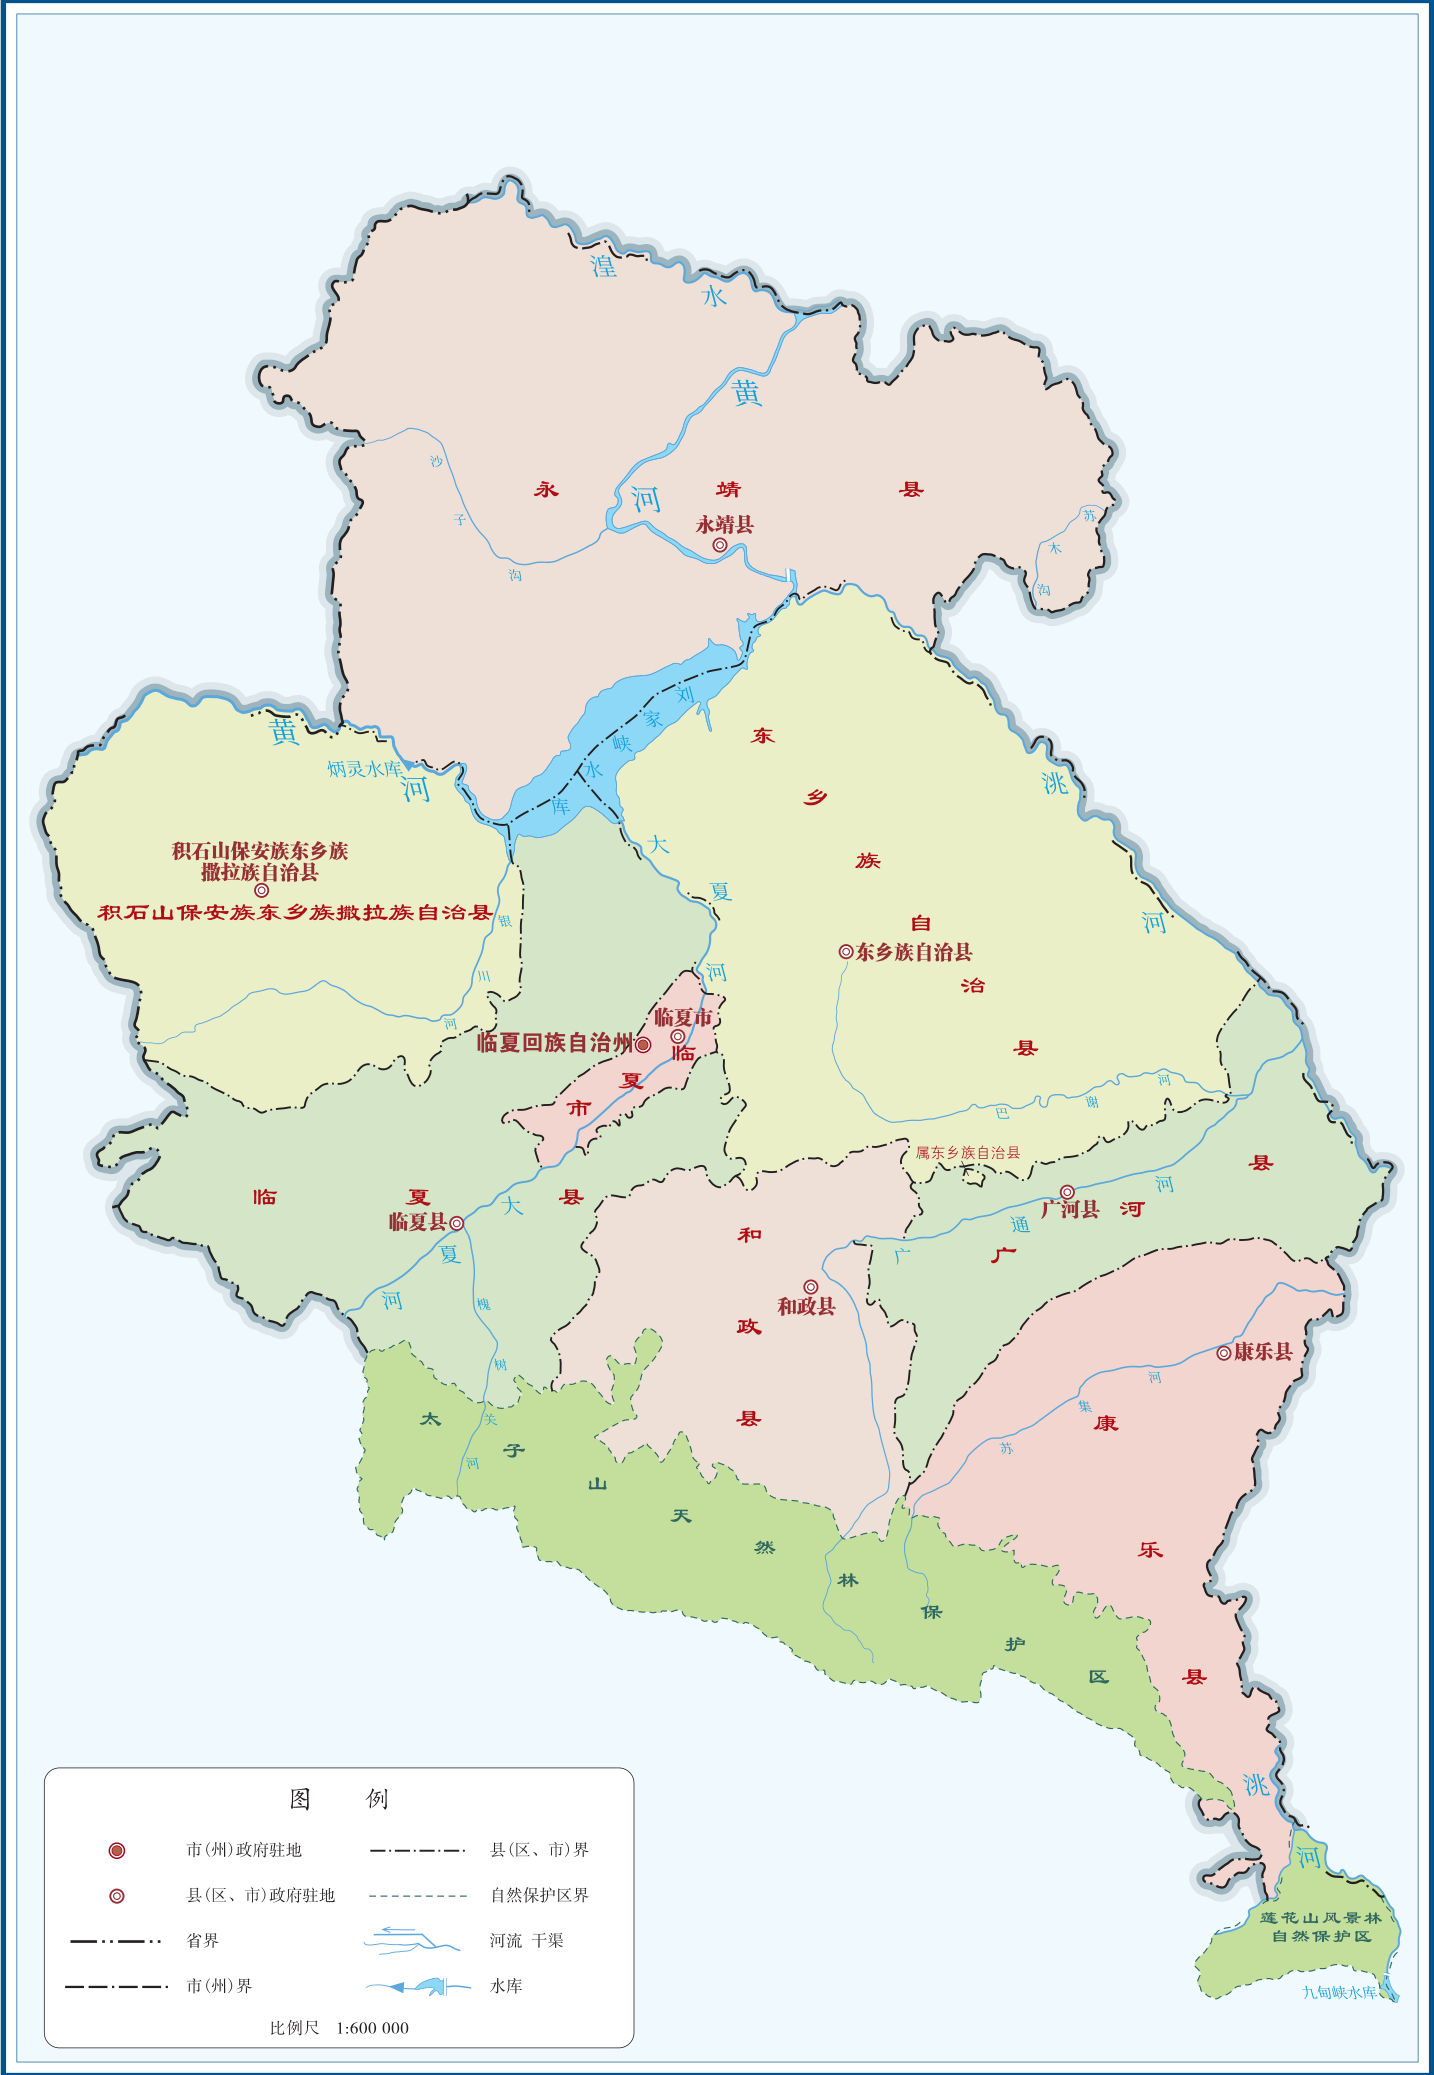 湟水
黄河
沙子沟
苏木沟
永靖县
永靖县
黄河
炳灵水库
刘家峡水库
洮河
东乡族自治县
东乡族自治县
积石山保安族东乡族
撒拉族自治县
积石山保安族东乡族撒拉族自治县
银川河
大夏河
临夏回族自治州
临夏市
临夏市
巴谢河
属东乡族自治县
临夏县
临夏县
大夏河
槐树关河
和政县
和政县
广通河
广河县
广河县
康乐县
康乐县
苏集河
太子山天然林保护区
洮河
莲花山风景林
自然保护区
九甸峡水库
图 例
市(州)政府驻地
县(区、市)界
县(区、市)政府驻地
自然保护区界
省界
河流 干渠
市(州)界
水库
比例尺 1:600 000